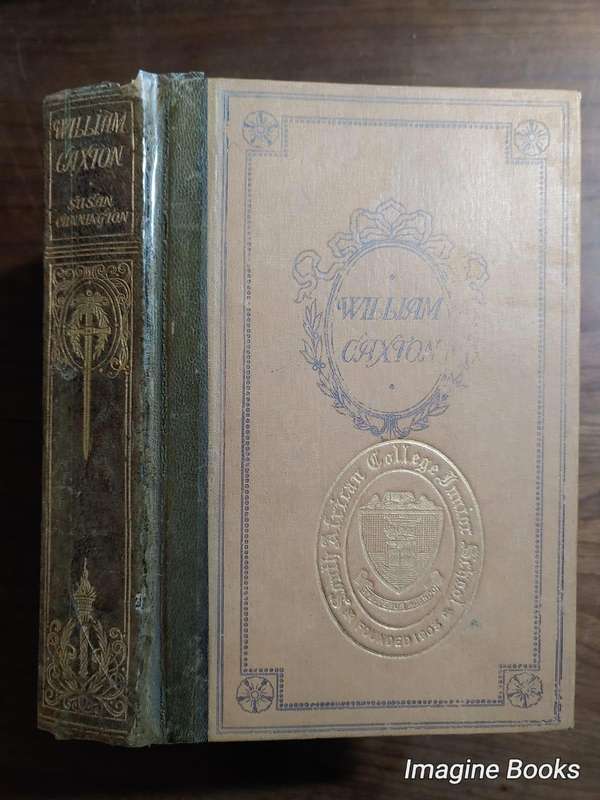 WILLIAM
CAXTON
SUSAN
CUNNINGTON
WILLIAM
CAXTON
South African College Junior School
FOUNDED 1903
Imagine Books